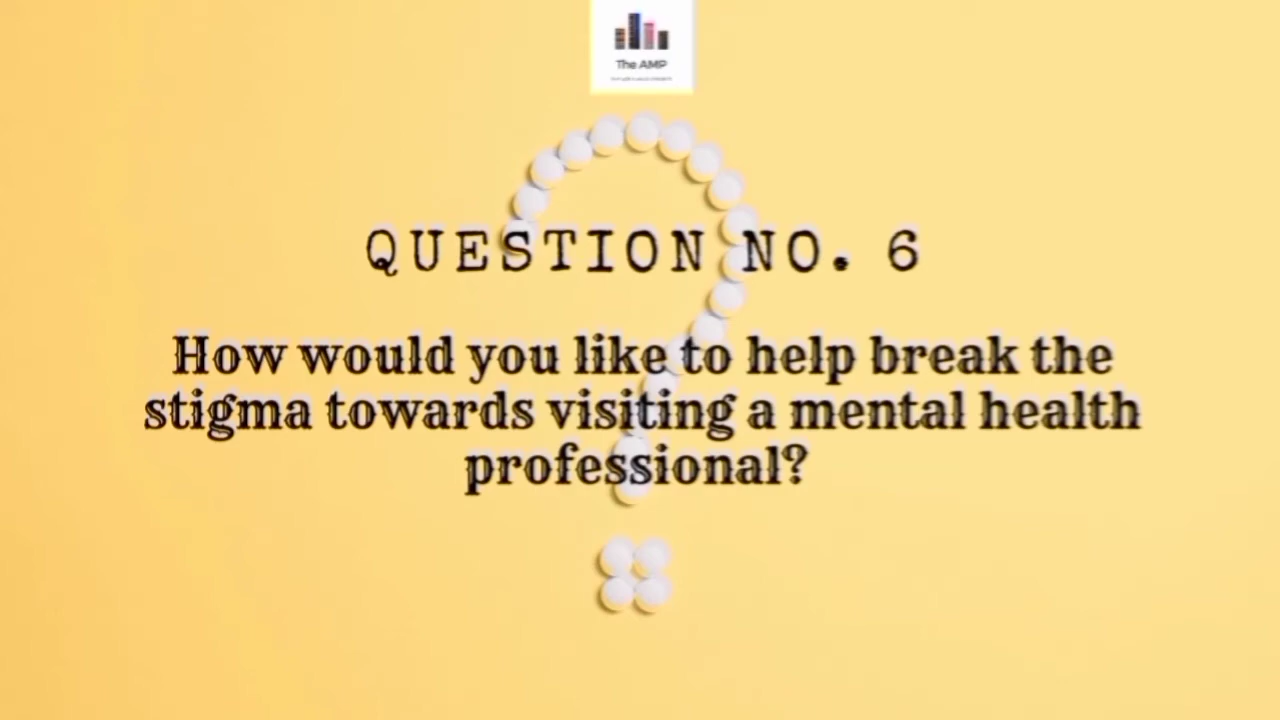 The AMP
QUESTION NO. 6
How would you like to help break the
stigma towards visiting a mental health
professional?